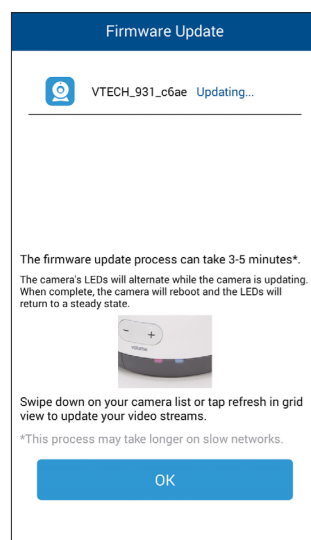 Firmware Update
VTECH_931_c6ae Updating...
The firmware update process can take 3-5 minutes*.
The camera's LEDs will alternate while the camera is updating.
When complete, the camera will reboot and the LEDs will
return to a steady state.
− +
volume
Swipe down on your camera list or tap refresh in grid
view to update your video streams.
*This process may take longer on slow networks.
OK